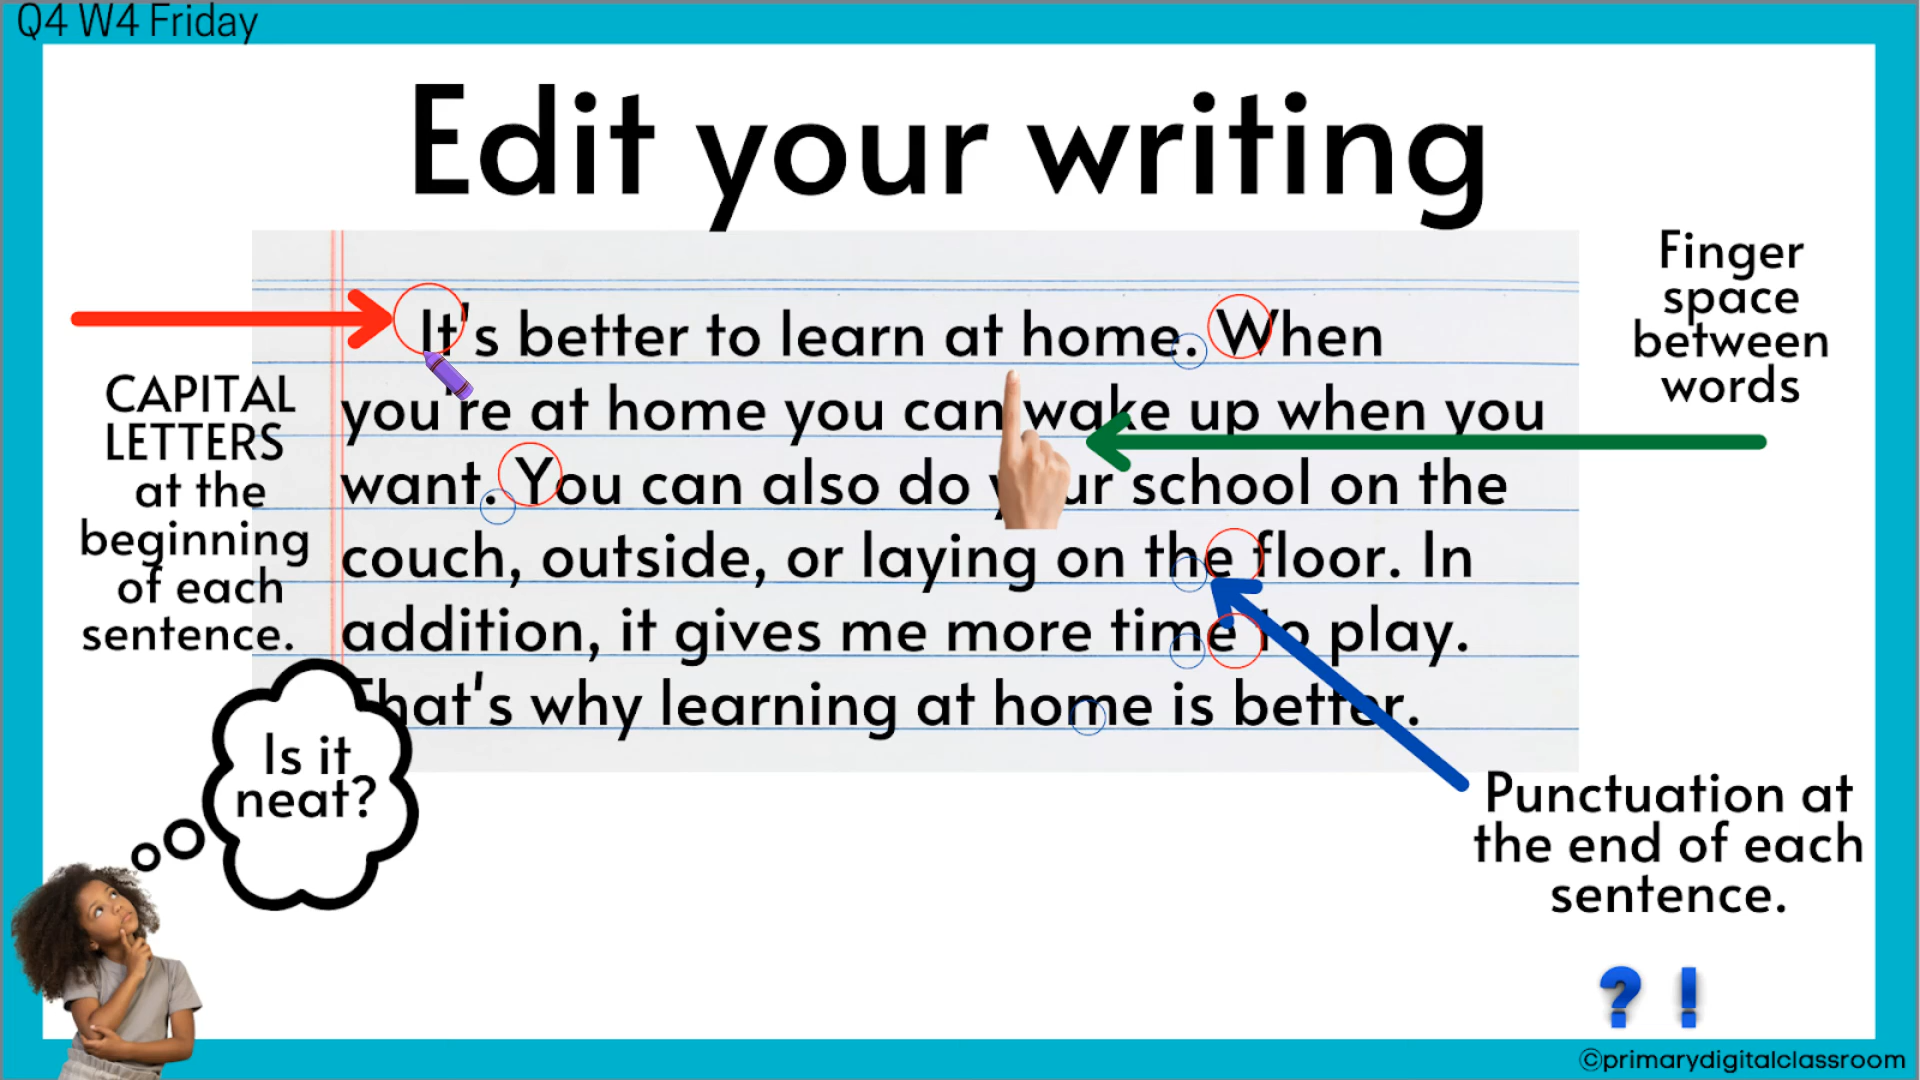 Q4 W4 Friday
Edit your writing
Finger
space
between
words
CAPITAL
LETTERS
at the
beginning
of each
sentence.
It's better to learn at home. When
you're at home you can wake up when you
want. You can also do your school on the
couch, outside, or laying on the floor. In
addition, it gives me more time to play.
That's why learning at home is better.
Is it
neat?
Punctuation at
the end of each
sentence.
? !
©primarydigitalclassroom